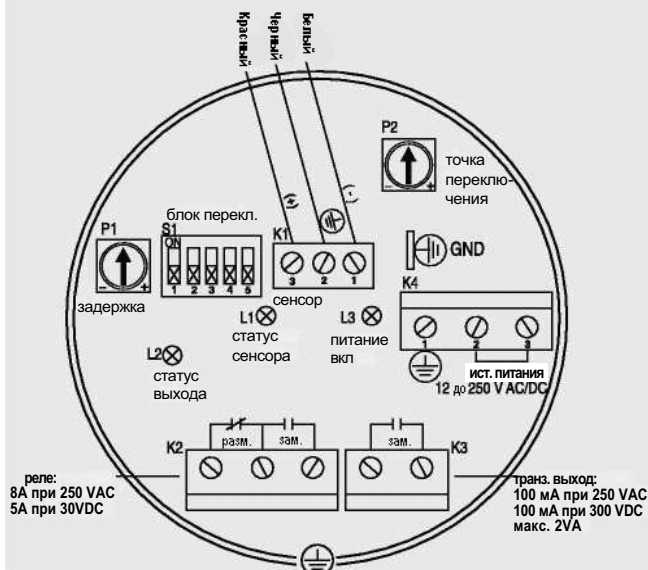 Красный
Черный
Белый
(+)
(-)
P2
точка
переклю-
чения
P1
блок перекл.
S1
ON
1 2 3 4 5
- +
задержка
K1
3 2 1
сенсор
- +
GND
K4
1 2 3
L1
статус
сенсора
L3
питание
вкл
L2
статус
выхода
ист. питания
12 до 250 V AC/DC
разм.
зам.
зам.
K2
K3
реле:
8A при 250 VAC
5A при 30VDC
транз. выход:
100 мА при 250 VAC
100 мА при 300 VDC
макс. 2VA